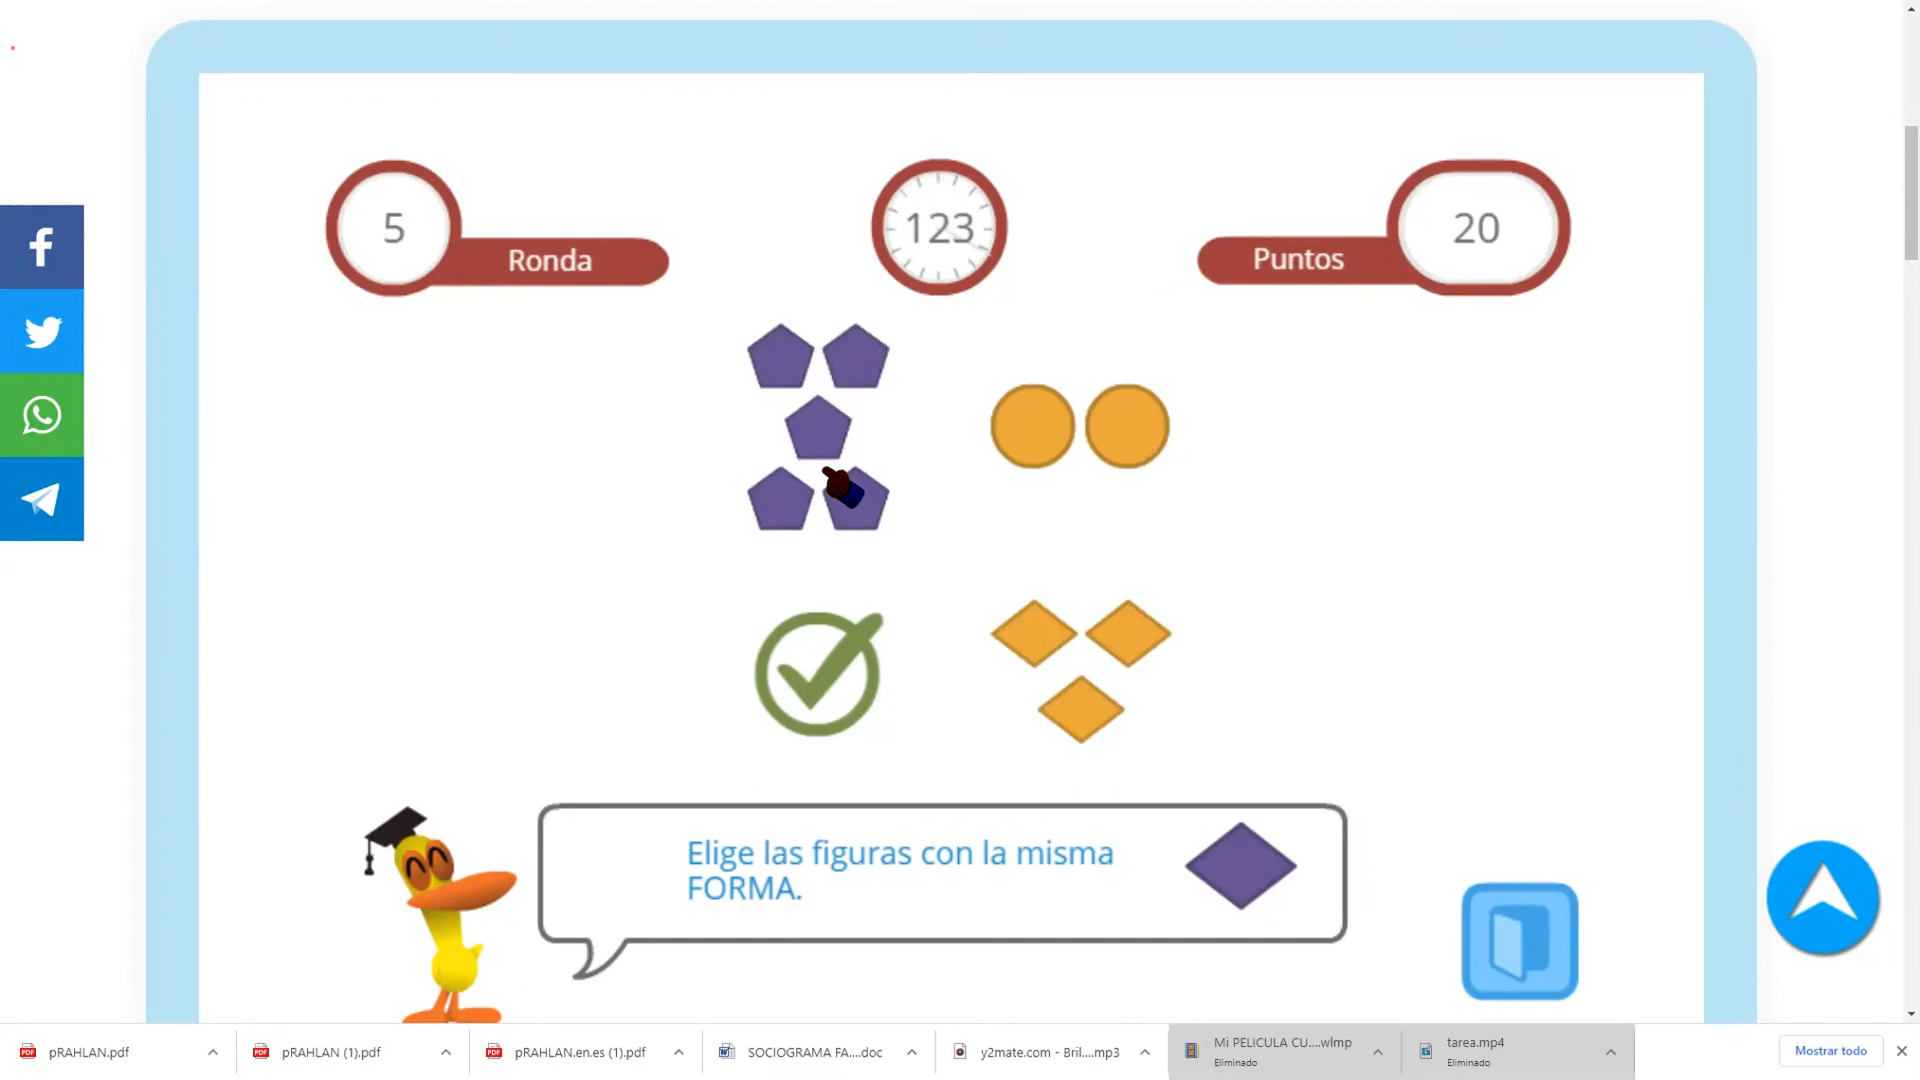 5
Ronda
123
Puntos
20
Elige las figuras con la misma
FORMA.
pRAHLAN.pdf
pRAHLAN (1).pdf
pRAHLAN.en.es (1).pdf
SOCIOGRAMA FA....doc
y2mate.com - Bril....mp3
Mi PELICULA CU....wlmp
Eliminado
tarea.mp4
Eliminado
Mostrar todo